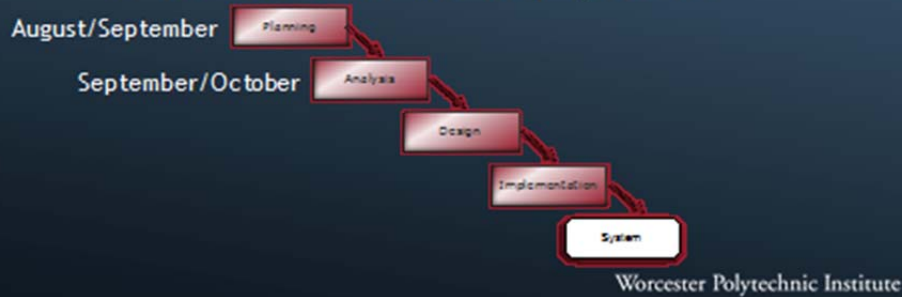 August/September
Planning
September/October
Analysis
Design
Implementation
System
Worcester Polytechnic Institute